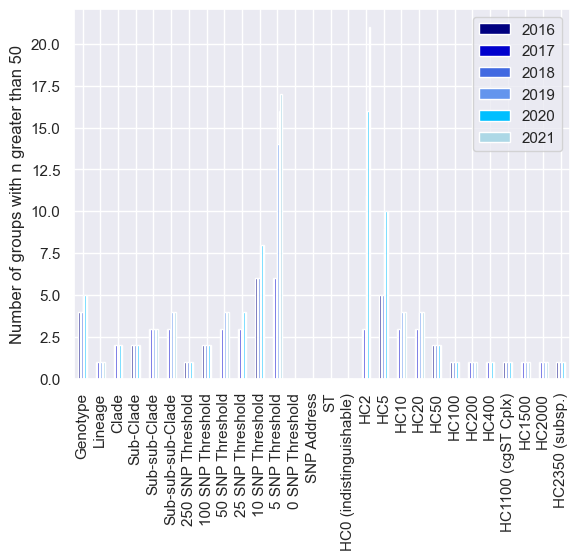 Number of groups with n greater than 50
20.0
17.5
15.0
12.5
10.0
7.5
5.0
2.5
0.0
2016
2017
2018
2019
2020
2021
Genotype
Lineage
Clade
Sub-Clade
Sub-sub-Clade
Sub-sub-sub-Clade
250 SNP Threshold
100 SNP Threshold
50 SNP Threshold
25 SNP Threshold
10 SNP Threshold
5 SNP Threshold
0 SNP Threshold
SNP Address
ST
HC0 (indistinguishable)
HC2
HC5
HC10
HC20
HC50
HC100
HC200
HC400
HC1100 (cgST Cplx)
HC1500
HC2000
HC2350 (subsp.)